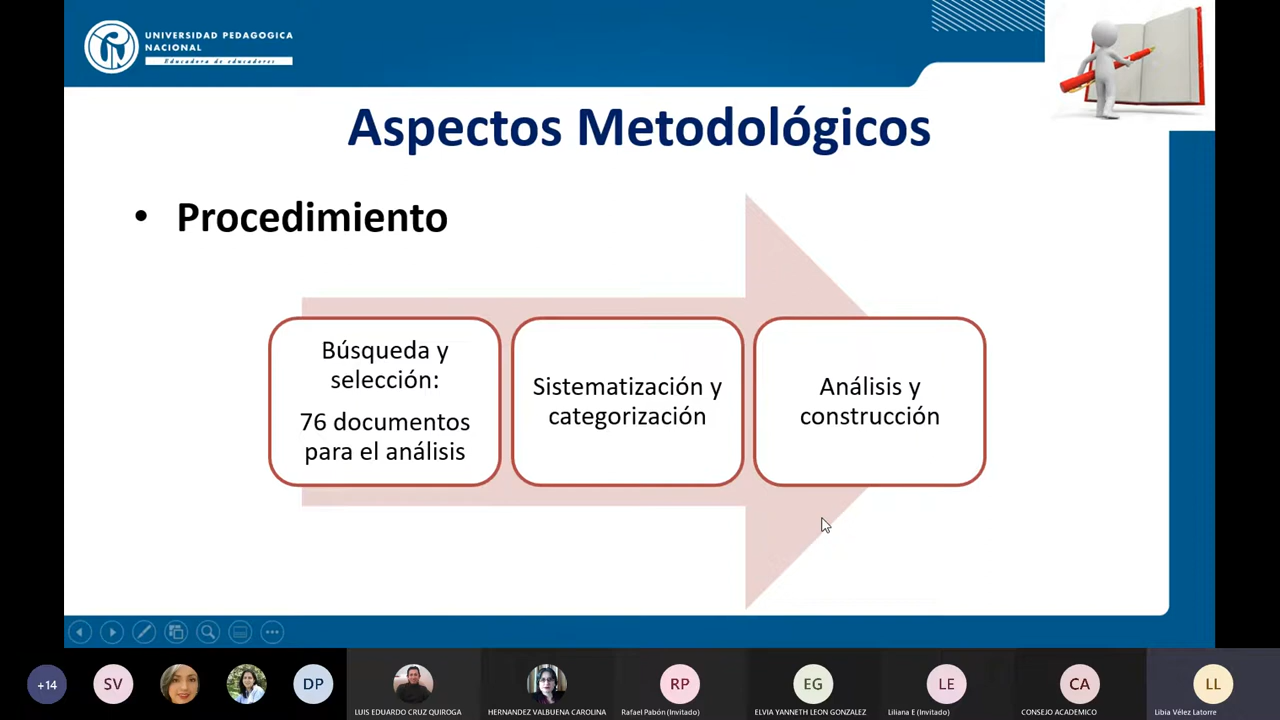 UNIVERSIDAD PEDAGOGICA
NACIONAL
Educadora de educadores
Aspectos Metodológicos
• Procedimiento
Búsqueda y
selección:
76 documentos
para el análisis
Sistematización y
categorización
Análisis y
construcción
+14
SV
DP
LUIS EDUARDO CRUZ QUIROGA
HERNANDEZ VALBUENA CAROLINA
RP
Rafael Pabón (Invitado)
EG
ELVIA YANNETH LEON GONZALEZ
LE
Liliana E (Invitado)
CA
CONSEJO ACADEMICO
LL
Libia Vélez Latorre